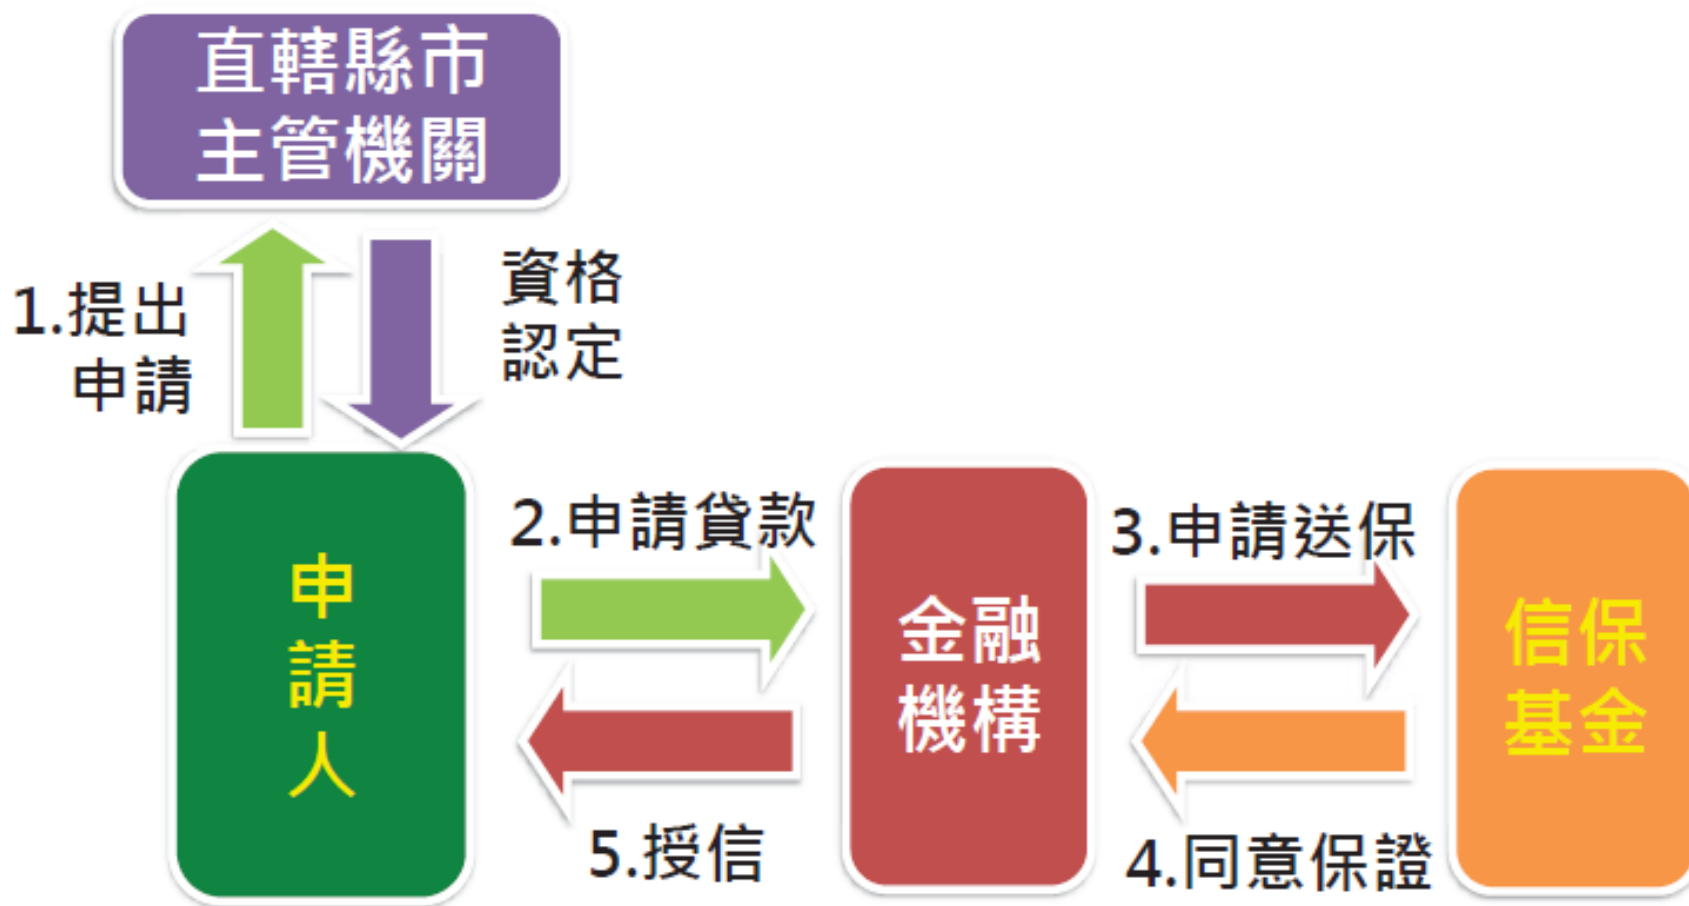 直轄縣市
主管機關
1.提出
申請
資格
認定
申
請
人
2.申請貸款
5.授信
金融
機構
3.申請送保
4.同意保證
信保
基金